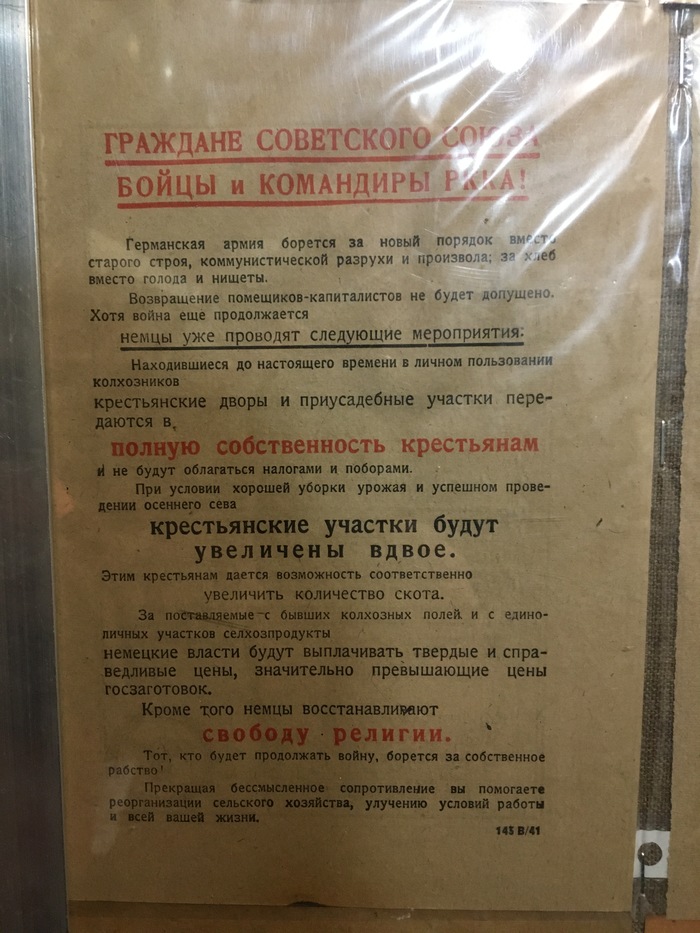 ГРАЖДАНЕ СОВЕТСКОГО СОЮЗА
БОЙЦЫ и КОМАНДИРЫ РККА!
Германская армия борется за новый порядок вместо
старого строя, коммунистической разрухи и произвола; за хлеб
вместо голода и нищеты.
Возвращение помещиков-капиталистов не будет допущено.
Хотя война еще продолжается
немцы уже проводят следующие мероприятия:
Находившиеся до настоящего времени в личном пользовании
колхозников
крестьянские дворы и приусадебные участки пере-
даются в
полную собственность крестьянам
и не будут облагаться налогами и поборами.
При условии хорошей уборки урожая и успешном прове-
дении осеннего сева
крестьянские участки будут
увеличены вдвое.
Этим крестьянам дается возможность соответственно
увеличить количество скота.
За поставляемые с бывших колхозных полей и с едино-
личных участков селхозпродукты
немецкие власти будут выплачивать твердые и спра-
ведливые цены, значительно превышающие цены
госзаготовок.
Кроме того немцы восстанавливают
свободу религии.
Тот, кто будет продолжать войну, борется за собственное
рабство!
Прекращая бессмысленное сопротивление вы помогаете
реорганизации сельского хозяйства, улучению условий работы
и всей вашей жизни.
145 В/41